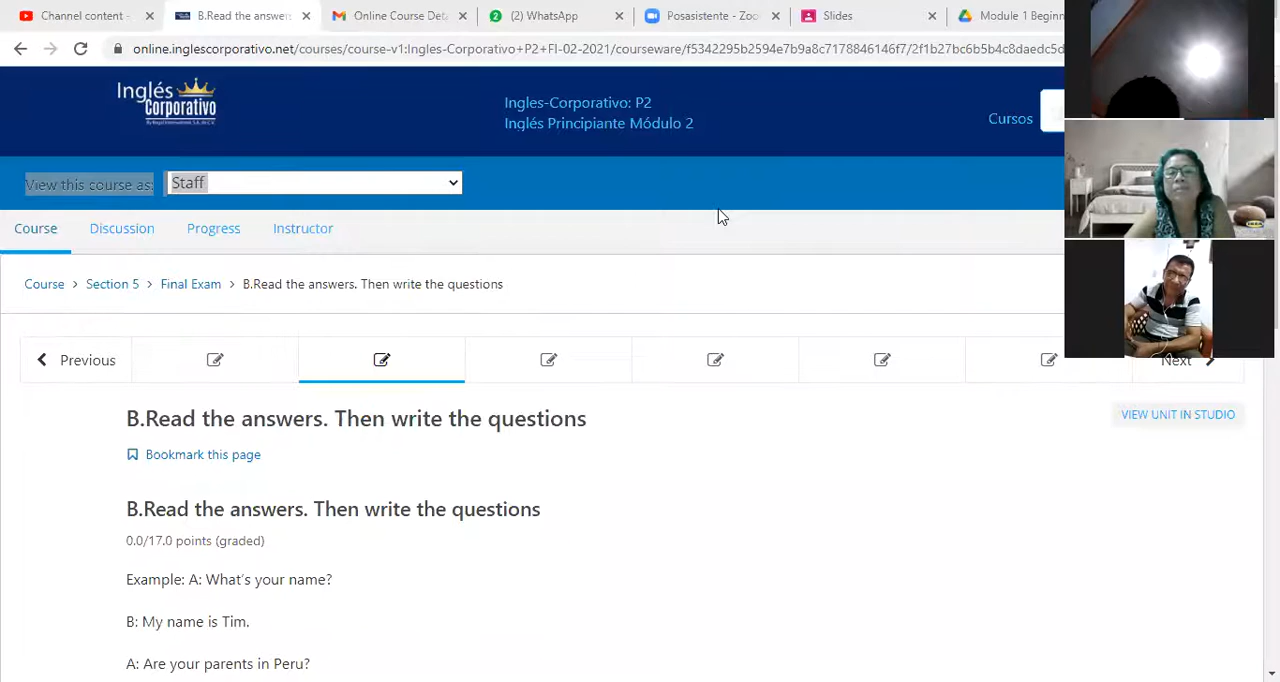 Channel content -
B.Read the answer
Online Course Det
(2) WhatsApp
Posasistente - Zoo
Slides
Module 1 Beginn
online.inglescorporativo.net/courses/course-v1:Ingles-Corporativo+P2+FI-02-2021/courseware/f5342295b2594e7b9a8c7178846146f7/2f1b27bc6b5b4c8daedc5d
Inglés
Corporativo
Ingles-Corporativo: P2
Inglés Principiante Módulo 2
Cursos
View this course as:
Staff
Course
Discussion
Progress
Instructor
Course > Section 5 > Final Exam > B.Read the answers. Then write the questions
Previous
Next
B.Read the answers. Then write the questions
VIEW UNIT IN STUDIO
Bookmark this page
B.Read the answers. Then write the questions
0.0/17.0 points (graded)
Example: A: What's your name?
B: My name is Tim.
A: Are your parents in Peru?